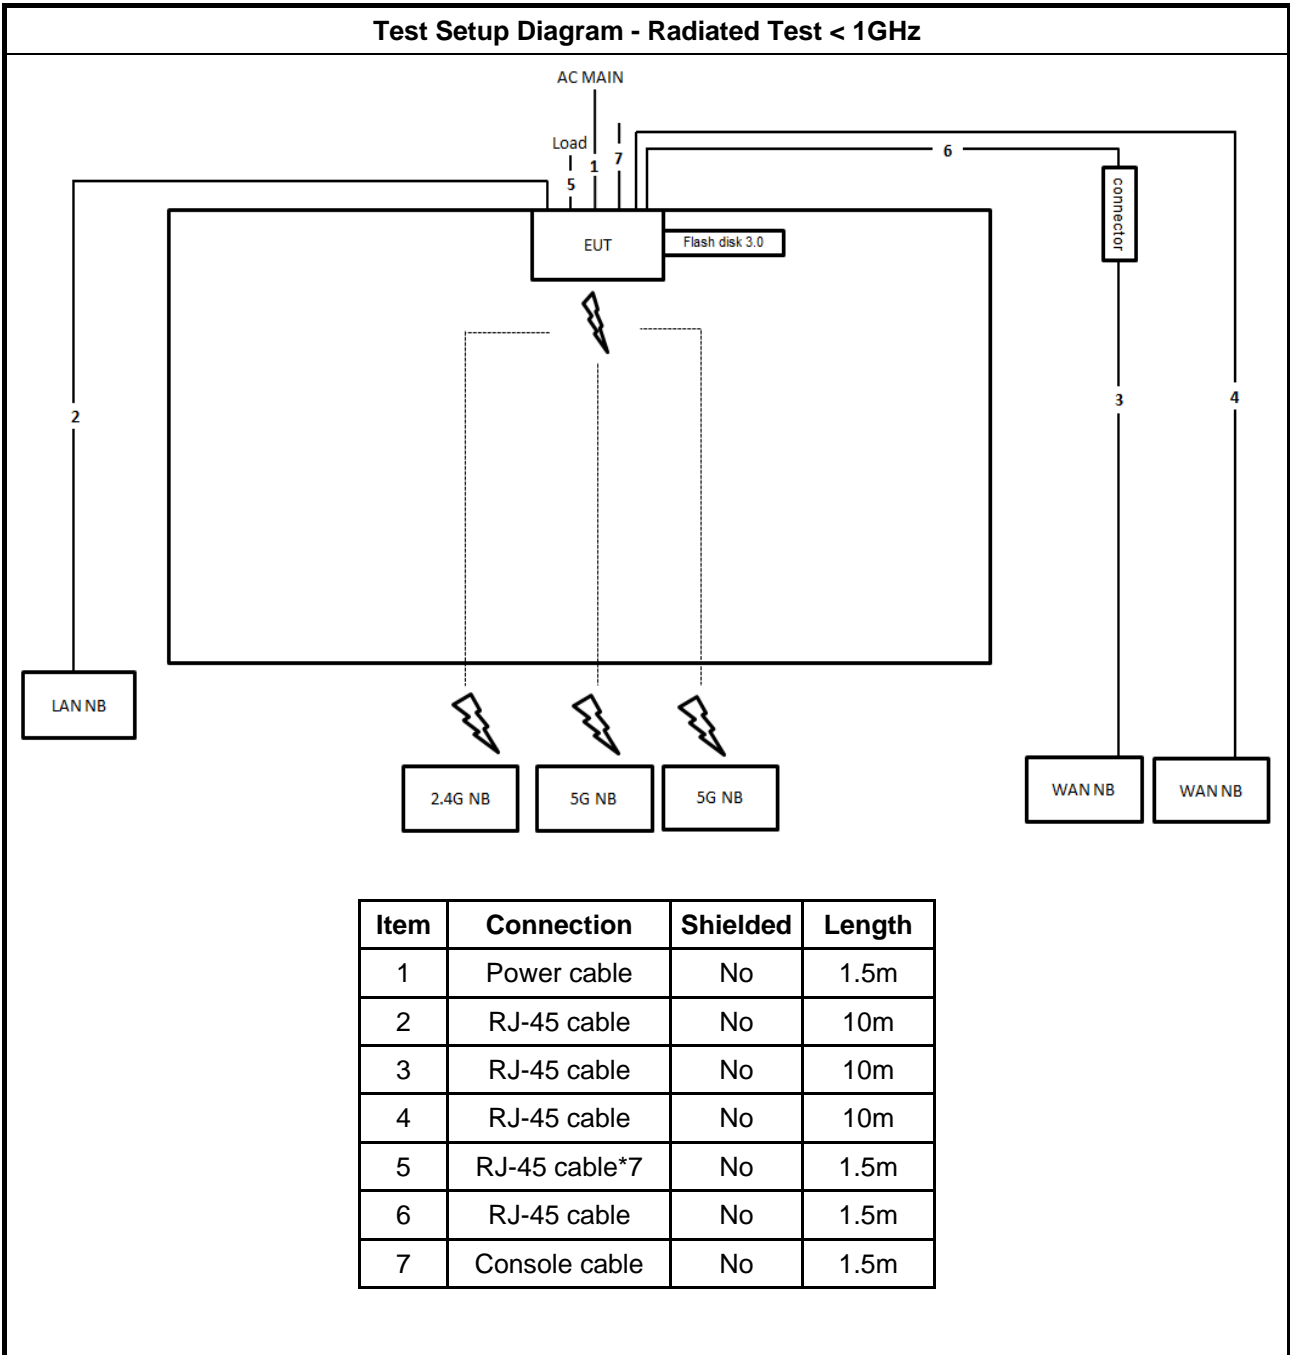 Test Setup Diagram - Radiated Test < 1GHz
AC MAIN
Load
5
1
7
6
connector
EUT
Flash disk 3.0
2
3
4
LAN NB
2.4G NB
5G NB
5G NB
WAN NB
WAN NB
Item Connection Shielded Length
1 Power cable No 1.5m
2 RJ-45 cable No 10m
3 RJ-45 cable No 10m
4 RJ-45 cable No 10m
5 RJ-45 cable*7 No 1.5m
6 RJ-45 cable No 1.5m
7 Console cable No 1.5m